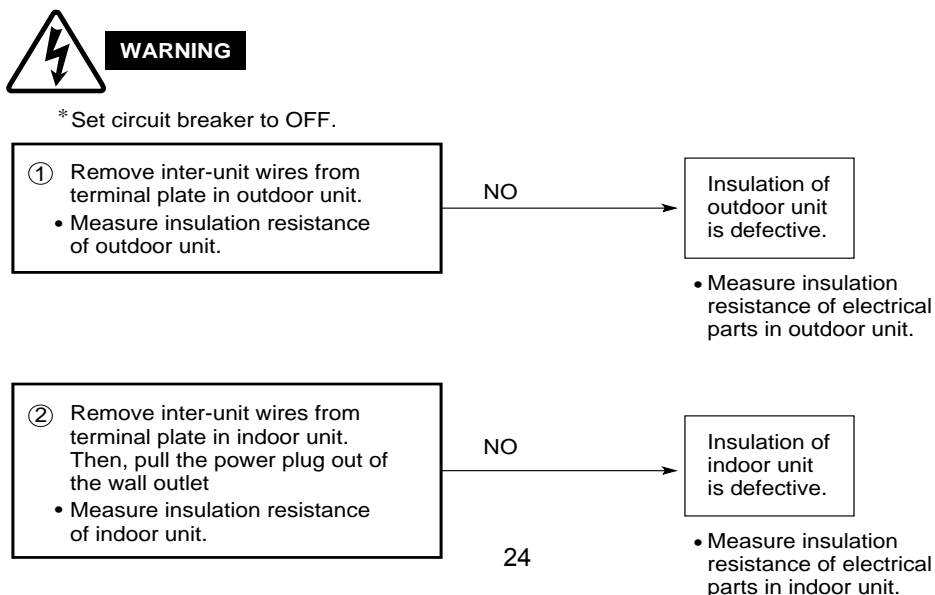 WARNING
* Set circuit breaker to OFF.
① Remove inter-unit wires from
terminal plate in outdoor unit.
• Measure insulation resistance
of outdoor unit.
NO
Insulation of
outdoor unit
is defective.
• Measure insulation
resistance of electrical
parts in outdoor unit.
② Remove inter-unit wires from
terminal plate in indoor unit.
Then, pull the power plug out of
the wall outlet
• Measure insulation resistance
of indoor unit.
NO
Insulation of
indoor unit
is defective.
• Measure insulation
resistance of electrical
parts in indoor unit.
24